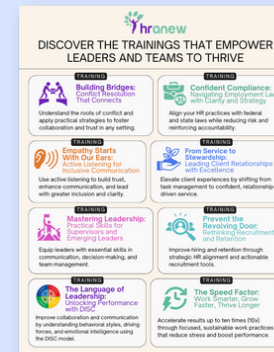 hranew
DISCOVER THE TRAININGS THAT EMPOWER
LEADERS AND TEAMS TO THRIVE
TRAINING
Building Bridges:
Conflict Resolution
That Connects
Understand the roots of conflict and
apply practical strategies to foster
collaboration and trust in any setting.
TRAINING
Confident Compliance:
Navigating Employment La
with Clarity and Strategy
Align your HR practices with federal
and state laws while reducing risk and
reinforcing accountability.
TRAINING
Empathy Starts
With Our Ears:
Active Listening for
Inclusive Communication
Use active listening to build trust,
enhance communication, and lead
with greater inclusion and clarity.
TRAINING
From Service to
Stewardship:
Leading Client Relationships
with Excellence
Elevate client experiences by shifting from
task management to confident, relationship
driven service.
TRAINING
Mastering Leadership:
Practical Skills for
Supervisors and
Emerging Leaders
Equip leaders with essential skills in
communication, decision-making, and
team management.
TRAINING
Prevent the
Revolving Door:
Rethinking Recruitment
and Retention
Improve hiring and retention through
strategic HR alignment and actionable
recruitment tools.
TRAINING
The Language of
Leadership:
Unlocking Performance
with DISC
Improve collaboration and communication
by understanding behavioral styles, driving
forces, and emotional intelligence using
the DISC model.
TRAINING
The Speed Factor:
Work Smarter, Grow
Faster, Thrive Longer
Accelerate results up to ten times (10x)
through focused, sustainable work practices
that reduce stress and boost performance.